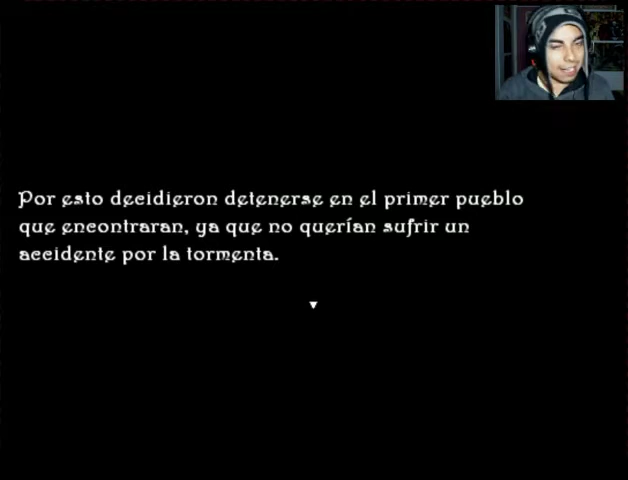 Por esto decidieron detenerse en el primer pueblo
que encontraran, ya que no querían sufrir un
accidente por la tormenta.